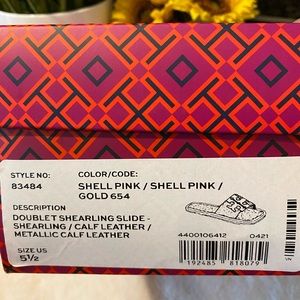 STYLE NO:
COLOR/CODE:
83484
SHELL PINK / SHELL PINK /
GOLD 654
DESCRIPTION
DOUBLE T SHEARLING SLIDE -
SHEARLING / CALF LEATHER /
METALLIC CALF LEATHER
4400106412
0421
SIZE US
5½
192485 818079